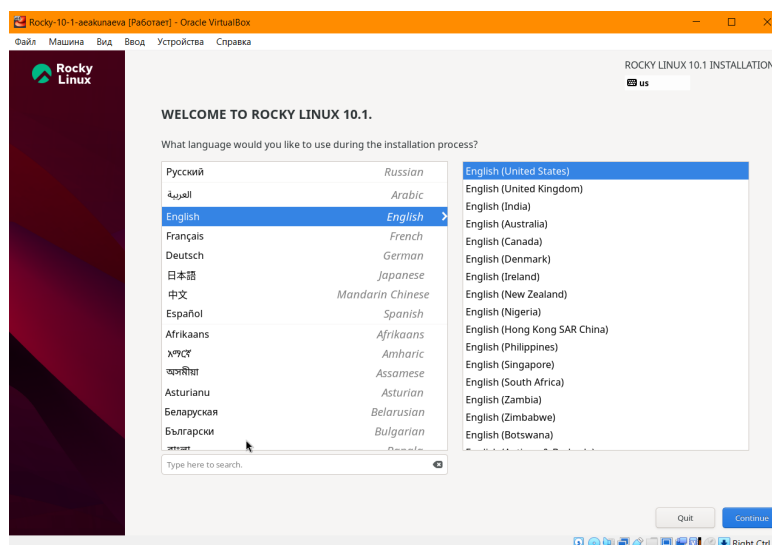 Rocky-10-1-aeakunaeva [Работает] - Oracle VirtualBox
Файл Машина Вид Ввод Устройства Справка
Rocky
Linux
ROCKY LINUX 10.1 INSTALLATION
us
WELCOME TO ROCKY LINUX 10.1.
What language would you like to use during the installation process?
Русский Russian
العربية Arabic
English English
Français French
Deutsch German
日本語 Japanese
中文 Mandarin Chinese
Español Spanish
Afrikaans Afrikaans
አማርኛ Amharic
অসমীয়া Assamese
Asturianu Asturian
Беларуская Belarusian
Български Bulgarian
English (United States)
English (United Kingdom)
English (India)
English (Australia)
English (Canada)
English (Denmark)
English (Ireland)
English (New Zealand)
English (Nigeria)
English (Hong Kong SAR China)
English (Philippines)
English (Singapore)
English (South Africa)
English (Zambia)
English (Zimbabwe)
English (Botswana)
Type here to search.
Quit Continue
Right Ctrl